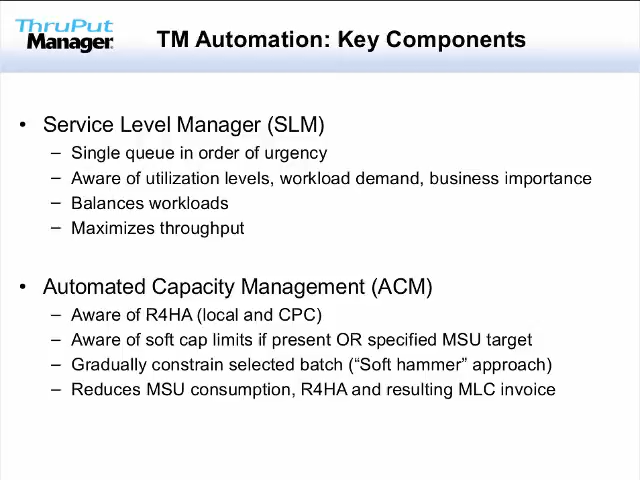 ThruPut
Manager
TM Automation: Key Components
• Service Level Manager (SLM)
– Single queue in order of urgency
– Aware of utilization levels, workload demand, business importance
– Balances workloads
– Maximizes throughput
• Automated Capacity Management (ACM)
– Aware of R4HA (local and CPC)
– Aware of soft cap limits if present OR specified MSU target
– Gradually constrain selected batch (“Soft hammer” approach)
– Reduces MSU consumption, R4HA and resulting MLC invoice